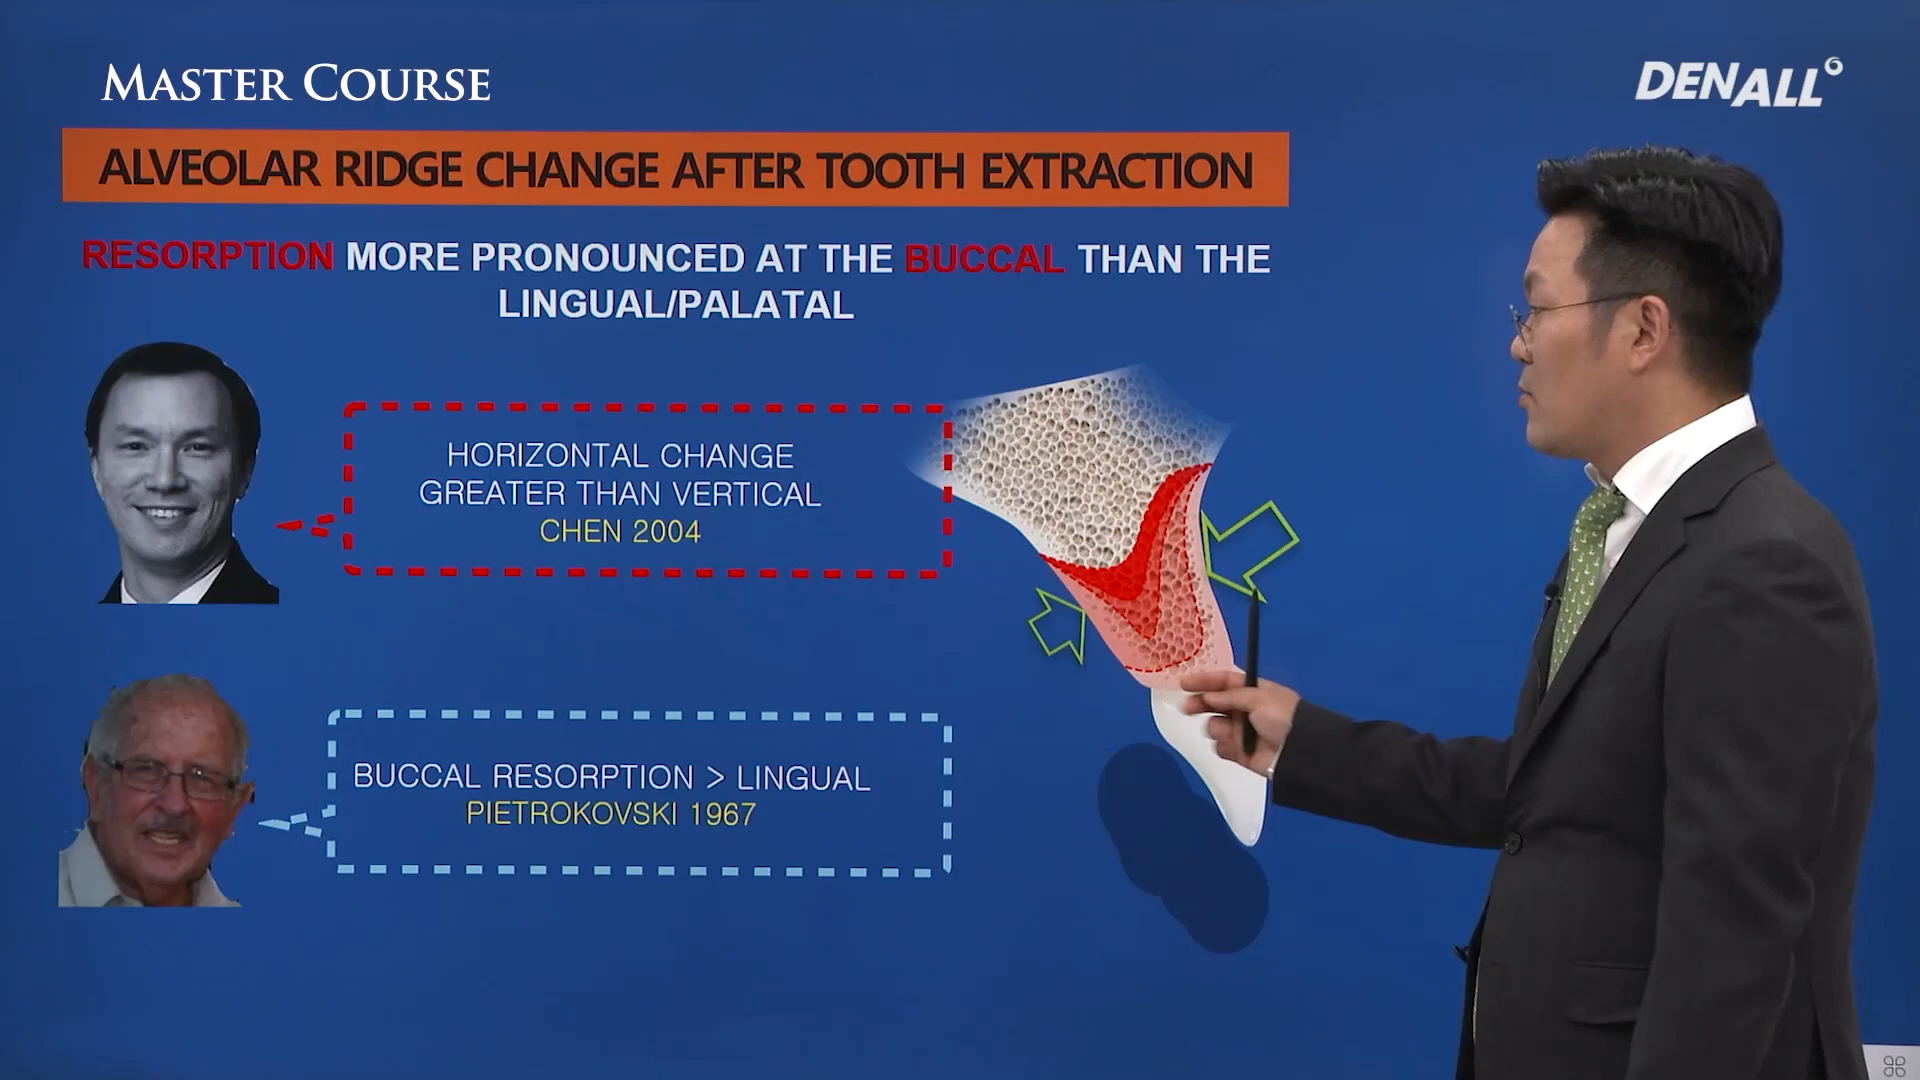 MASTER COURSE
DENALL
ALVEOLAR RIDGE CHANGE AFTER TOOTH EXTRACTION
RESORPTION MORE PRONOUNCED AT THE BUCCAL THAN THE
LINGUAL/PALATAL
HORIZONTAL CHANGE
GREATER THAN VERTICAL
CHEN 2004
BUCCAL RESORPTION > LINGUAL
PIETROKOVSKI 1967